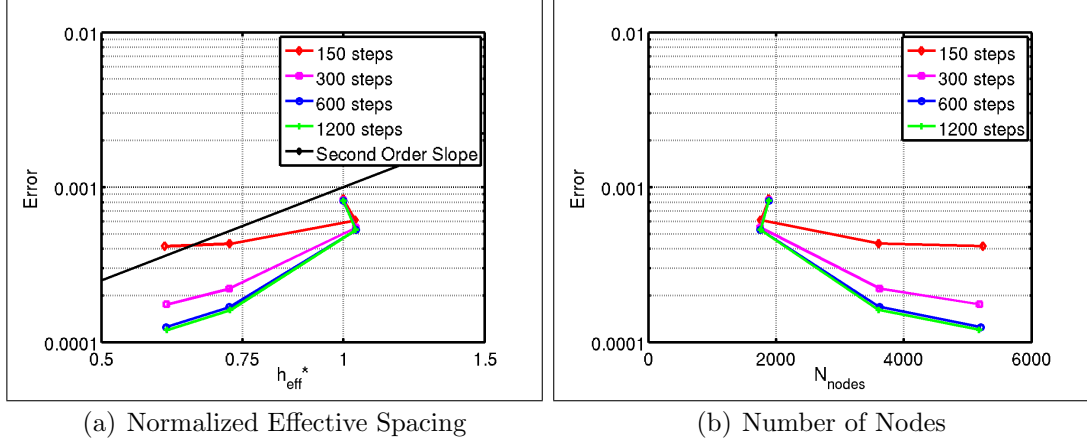 0.01
0.001
0.0001
Error
0.5
0.75
1
1.5
h_eff*
150 steps
300 steps
600 steps
1200 steps
Second Order Slope
(a) Normalized Effective Spacing
0.01
0.001
0.0001
Error
0
2000
4000
6000
N_nodes
150 steps
300 steps
600 steps
1200 steps
(b) Number of Nodes